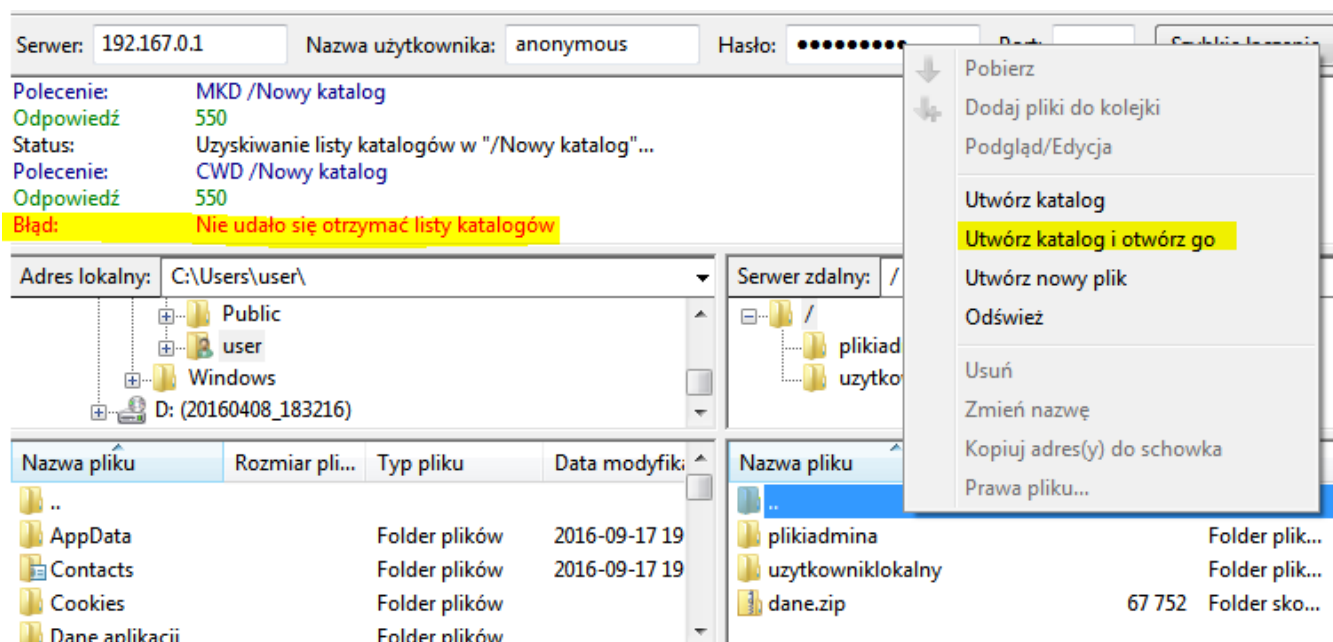 Serwer: 192.167.0.1 Nazwa użytkownika: anonymous Hasło: •••••••••
Polecenie: MKD /Nowy katalog
Odpowiedź 550
Status: Uzyskiwanie listy katalogów w "/Nowy katalog"...
Polecenie: CWD /Nowy katalog
Odpowiedź 550
Błąd: Nie udało się otrzymać listy katalogów
Pobierz
Dodaj pliki do kolejki
Podgląd/Edycja
Utwórz katalog
Utwórz katalog i otwórz go
Utwórz nowy plik
Odśwież
Usuń
Zmień nazwę
Kopiuj adres(y) do schowka
Prawa pliku...
Adres lokalny: C:\Users\user\
Public
user
Windows
D: (20160408_183216)
Serwer zdalny: /
/
plikiad
uzytko
Nazwa pliku Rozmiar pli... Typ pliku Data modyfik
..
AppData Folder plików 2016-09-17 19
Contacts Folder plików 2016-09-17 19
Cookies Folder plików
Dane aplikacji Folder plików
Nazwa pliku
..
plikiadmina Folder plik...
uzytkowniklokalny Folder plik...
dane.zip 67 752 Folder sko...